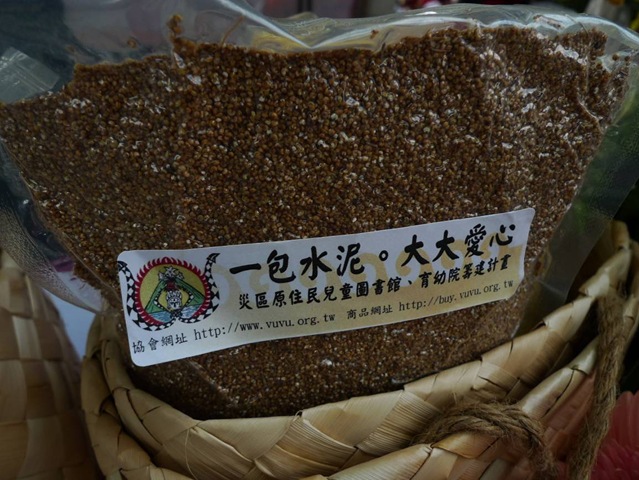 一包水泥。大大愛心
災區原住民兒童圖書館、育幼院籌建計畫
協會網址 http://www.vuvu.org.tw 商品網址 http://buy.vuvu.org.tw